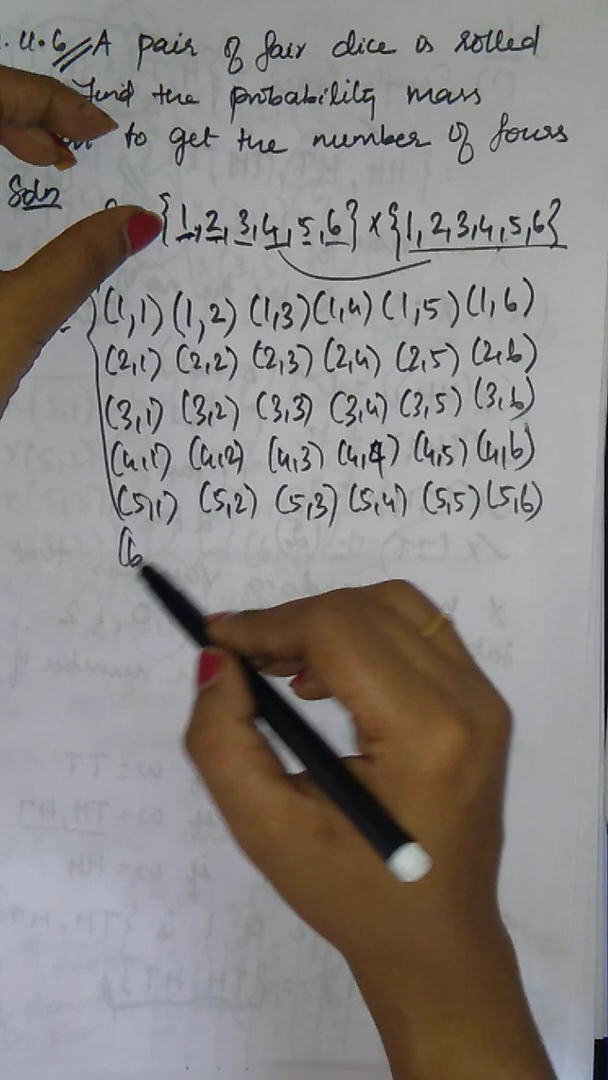 .4.6 A pair of fair dice is rolled
Find the probability mass
to get the number of fours
Soln
{1,2,3,4,5,6} x {1,2,3,4,5,6}
(1,1) (1,2) (1,3) (1,4) (1,5) (1,6)
(2,1) (2,2) (2,3) (2,4) (2,5) (2,6)
(3,1) (3,2) (3,3) (3,4) (3,5) (3,6)
(4,1) (4,2) (4,3) (4,4) (4,5) (4,6)
(5,1) (5,2) (5,3) (5,4) (5,5) (5,6)
(6